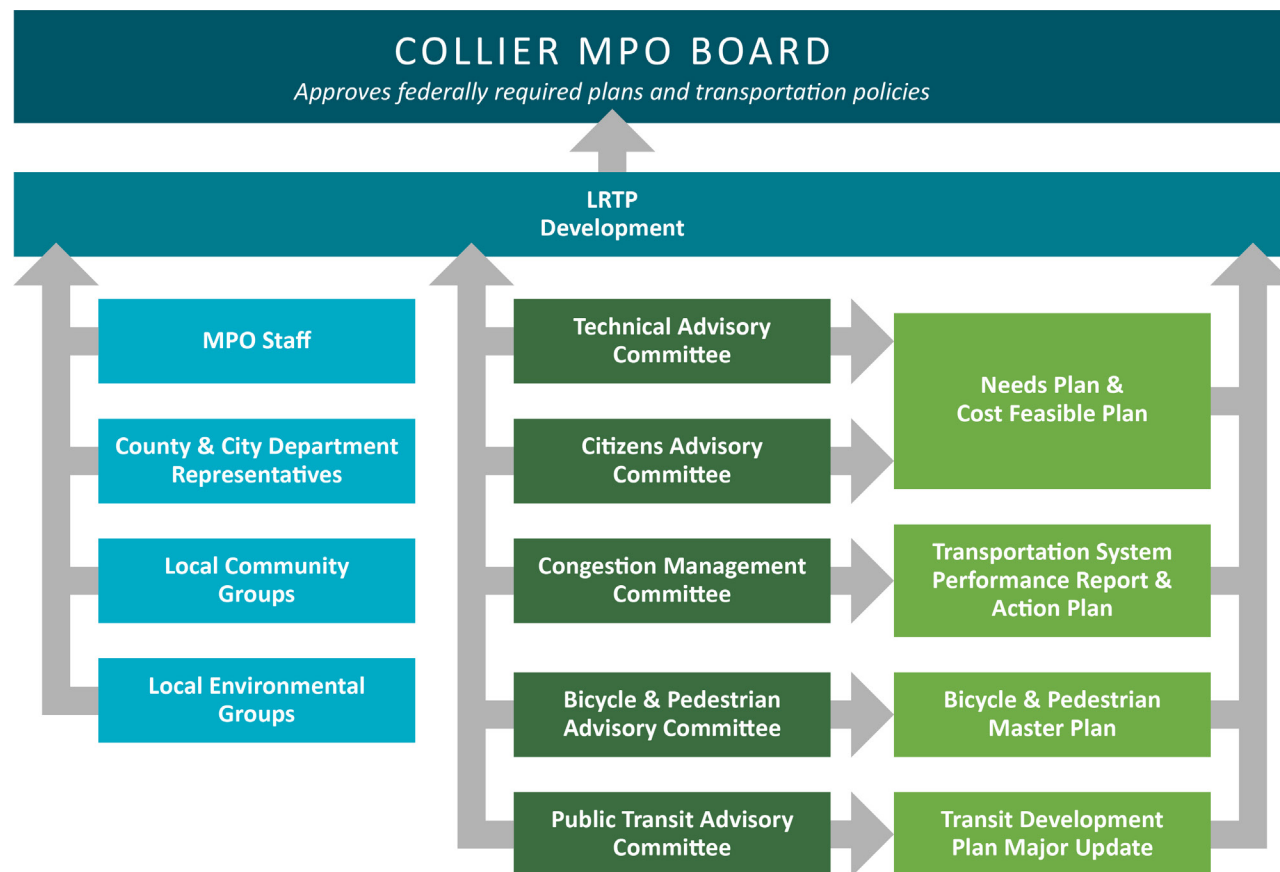 COLLIER MPO BOARD
Approves federally required plans and transportation policies
LRTP
Development
MPO Staff
County & City Department
Representatives
Local Community
Groups
Local Environmental
Groups
Technical Advisory
Committee
Citizens Advisory
Committee
Congestion Management
Committee
Bicycle & Pedestrian
Advisory Committee
Public Transit Advisory
Committee
Needs Plan &
Cost Feasible Plan
Transportation System
Performance Report &
Action Plan
Bicycle & Pedestrian
Master Plan
Transit Development
Plan Major Update